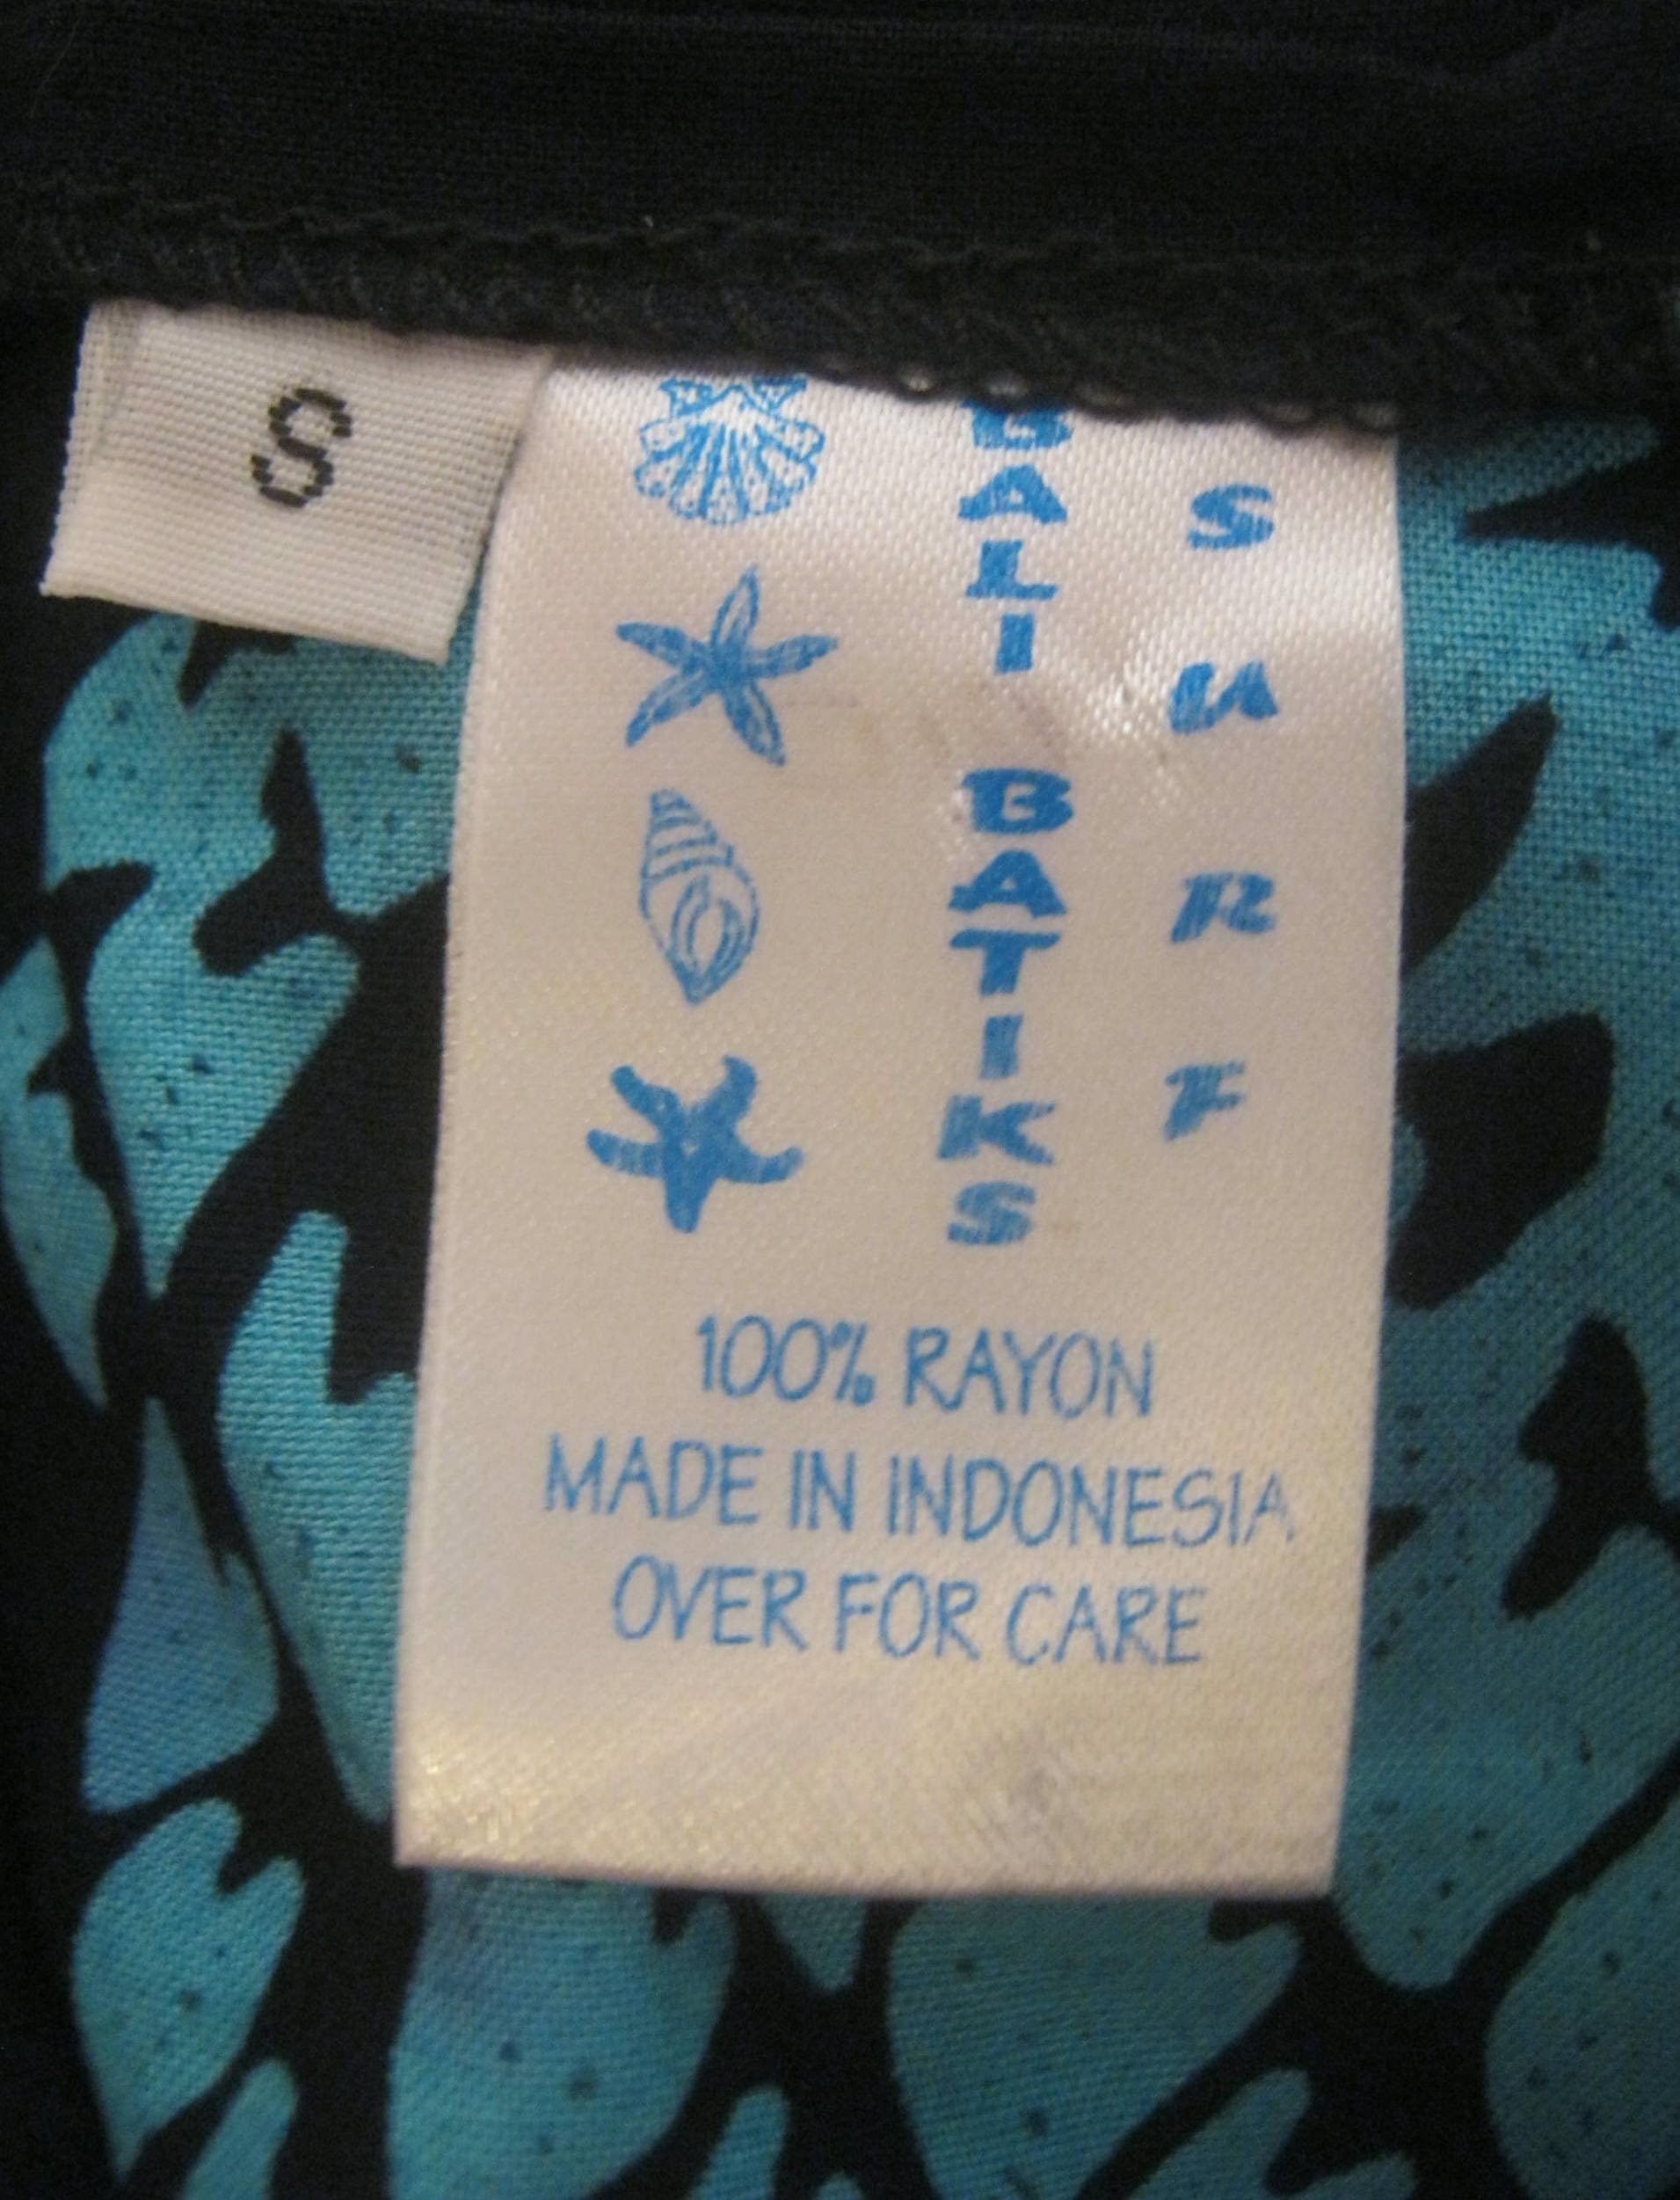 S
BALI BATIKS
SURF
100% RAYON
MADE IN INDONESIA
OVER FOR CARE